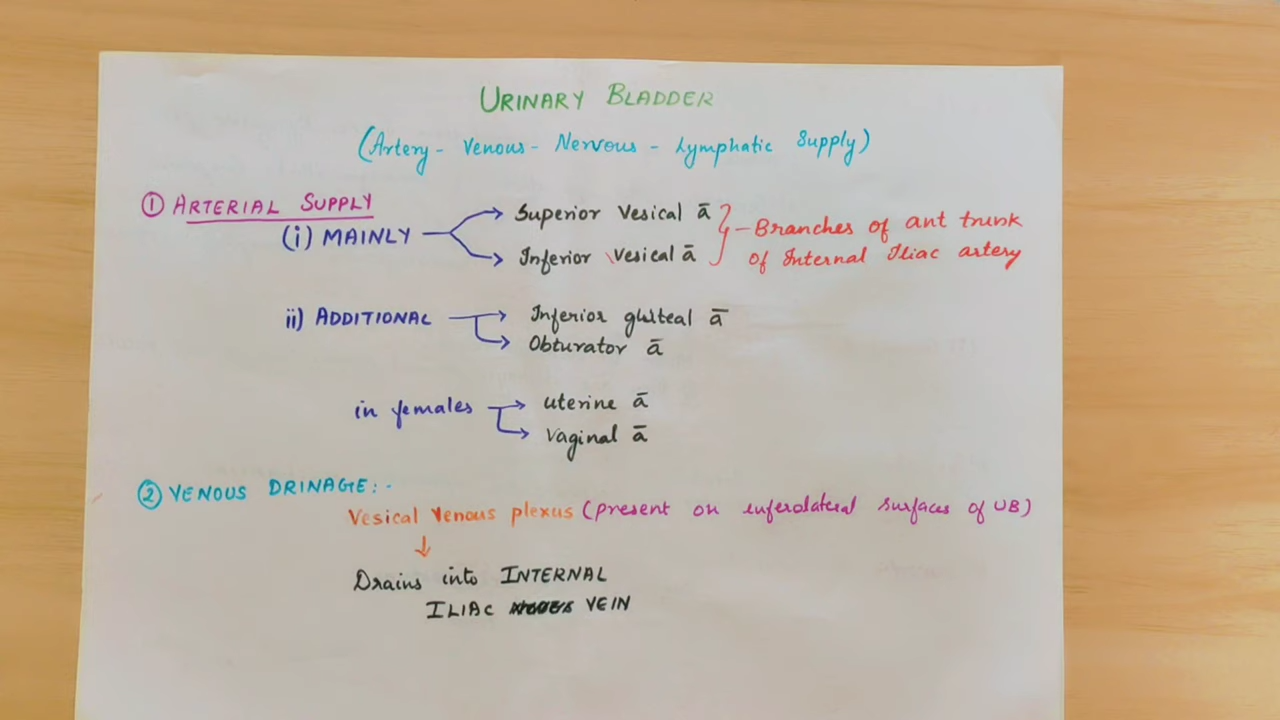 URINARY BLADDER
(Artery - Venous - Nervous - Lymphatic Supply)
① ARTERIAL SUPPLY
(i) MAINLY
Superior Vesical ā
Inferior Vesical ā
- Branches of ant trunk
of Internal Iliac artery
ii) ADDITIONAL
Inferior gluteal ā
Obturator ā
in females
uterine ā
Vaginal ā
② VENOUS DRINAGE:-
Vesical Venous plexus (present on inferolateral surfaces of UB)
↓
Drains into INTERNAL
ILIAC VEIN